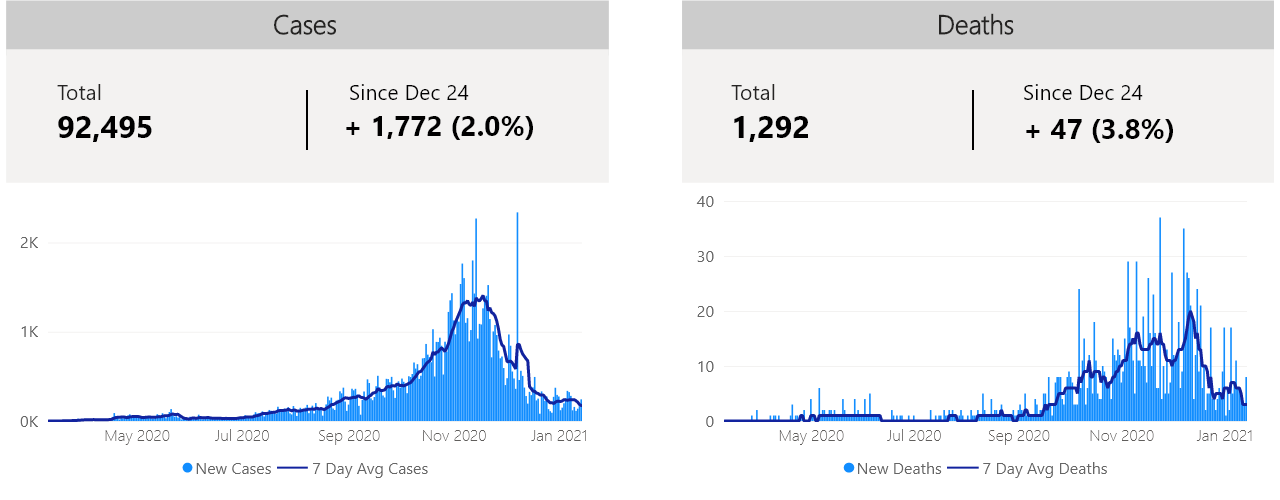 Cases
Total
92,495
Since Dec 24
+ 1,772 (2.0%)
2K
1K
0K
May 2020 Jul 2020 Sep 2020 Nov 2020 Jan 2021
New Cases 7 Day Avg Cases
Deaths
Total
1,292
Since Dec 24
+ 47 (3.8%)
40
30
20
10
0
May 2020 Jul 2020 Sep 2020 Nov 2020 Jan 2021
New Deaths 7 Day Avg Deaths